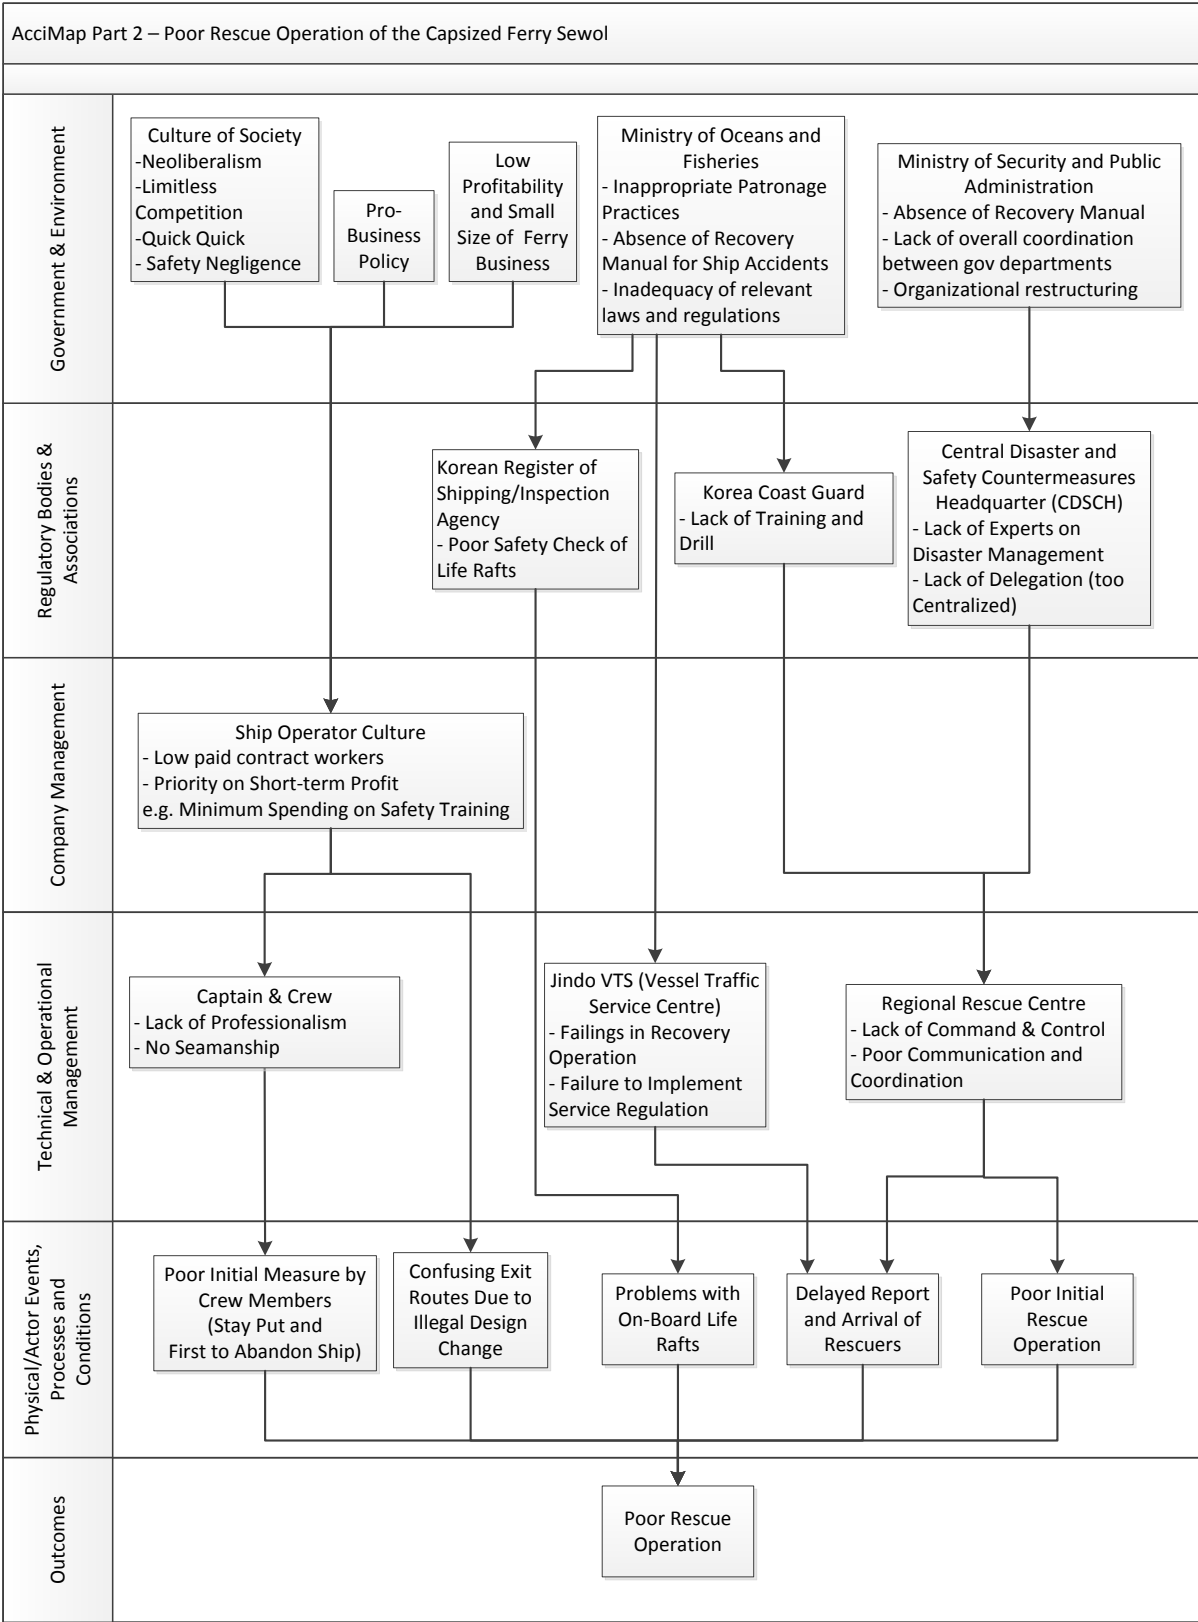 AcciMap Part 2 – Poor Rescue Operation of the Capsized Ferry Sewol
Government & Environment
Culture of Society
-Neoliberalism
-Limitless
Competition
-Quick Quick
- Safety Negligence
Pro-
Business
Policy
Low
Profitability
and Small
Size of Ferry
Business
Ministry of Oceans and
Fisheries
- Inappropriate Patronage
Practices
- Absence of Recovery
Manual for Ship Accidents
- Inadequacy of relevant
laws and regulations
Ministry of Security and Public
Administration
- Absence of Recovery Manual
- Lack of overall coordination
between gov departments
- Organizational restructuring
Regulatory Bodies &
Associations
Korean Register of
Shipping/Inspection
Agency
- Poor Safety Check of
Life Rafts
Korea Coast Guard
- Lack of Training and
Drill
Central Disaster and
Safety Countermeasures
Headquarter (CDSCH)
- Lack of Experts on
Disaster Management
- Lack of Delegation (too
Centralized)
Company Management
Ship Operator Culture
- Low paid contract workers
- Priority on Short-term Profit
e.g. Minimum Spending on Safety Training
Technical & Operational
Managememt
Captain & Crew
- Lack of Professionalism
- No Seamanship
Jindo VTS (Vessel Traffic
Service Centre)
- Failings in Recovery
Operation
- Failure to Implement
Service Regulation
Regional Rescue Centre
- Lack of Command & Control
- Poor Communication and
Coordination
Physical/Actor Events,
Processes and
Conditions
Poor Initial Measure by
Crew Members
(Stay Put and
First to Abandon Ship)
Confusing Exit
Routes Due to
Illegal Design
Change
Problems with
On-Board Life
Rafts
Delayed Report
and Arrival of
Rescuers
Poor Initial
Rescue
Operation
Outcomes
Poor Rescue
Operation